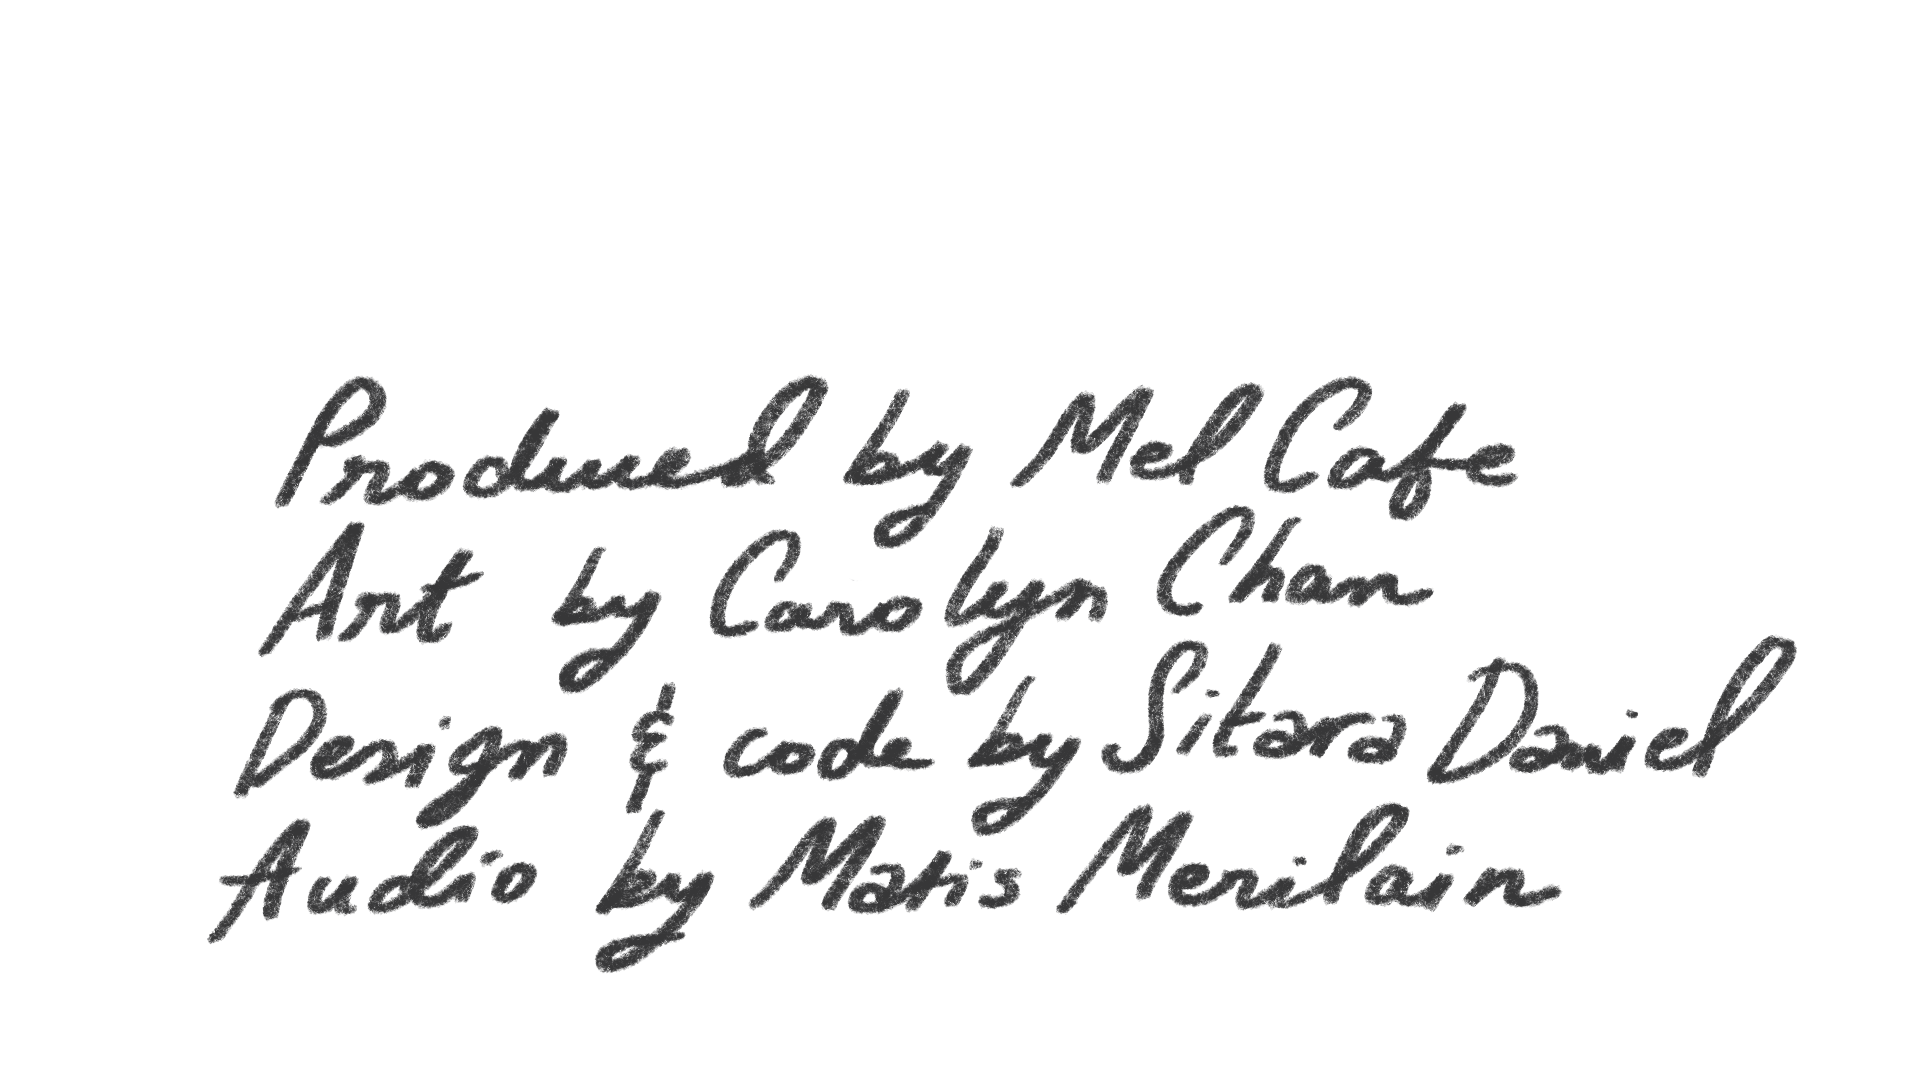 Produced by Mel Cafe
Art by Carolyn Chan
Design & code by Sitara Daniel
Audio by Matis Merilain